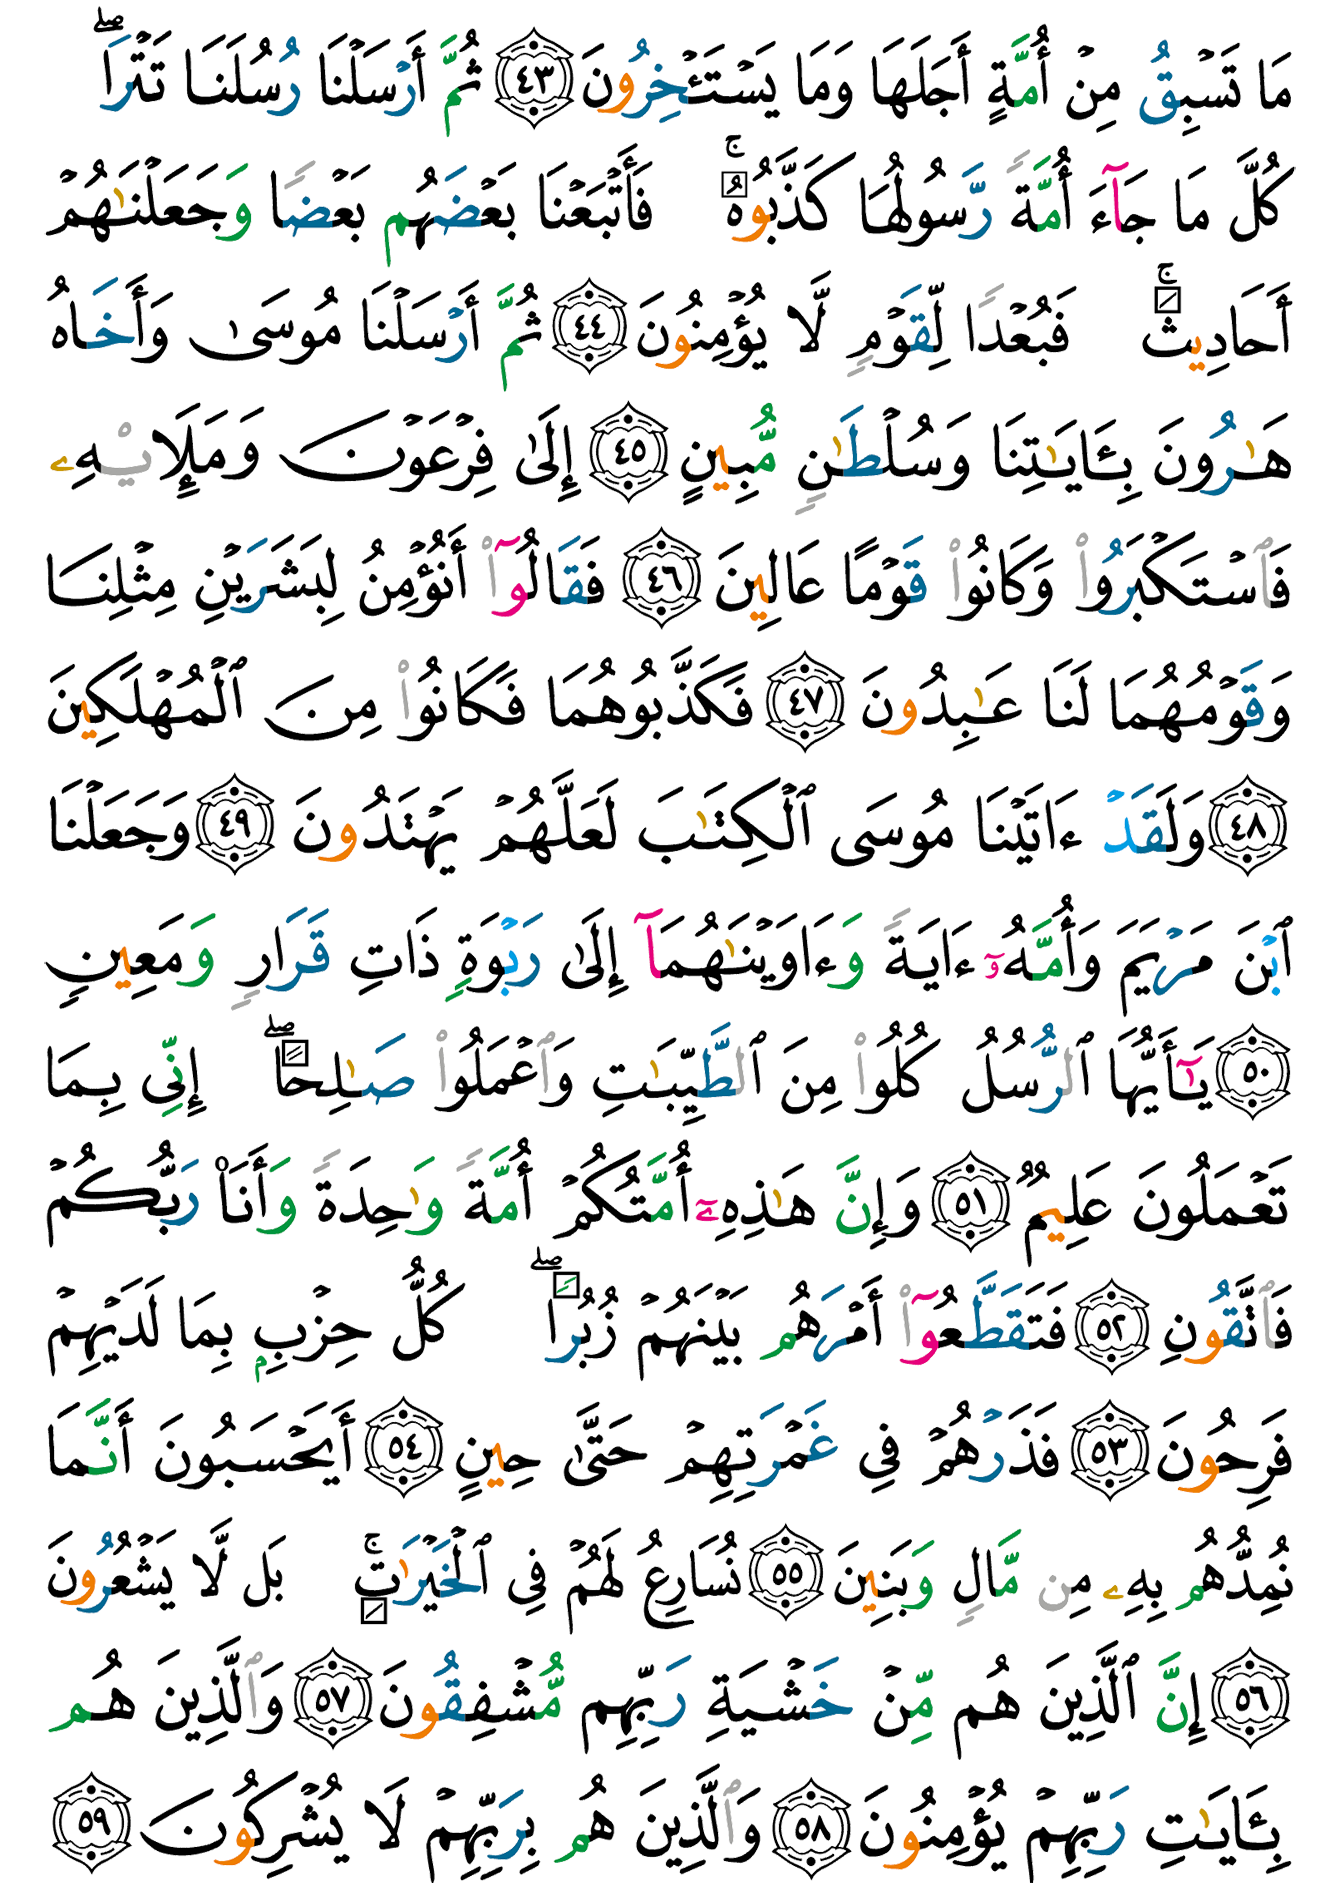 مَا تَسۡبِقُ مِنۡ أُمَّةٍ أَجَلَهَا وَمَا يَسۡتَـٔۡخِرُونَ ٤٣ ثُمَّ أَرۡسَلۡنَا رُسُلَنَا تَتۡرَاۖ
كُلَّ مَا جَآءَ أُمَّةٗ رَّسُولُهَا كَذَّبُوهُۚ فَأَتۡبَعۡنَا بَعۡضَهُم بَعۡضٗا وَجَعَلۡنَٰهُمۡ
أَحَادِيثَۚ فَبُعۡدٗا لِّقَوۡمٖ لَّا يُؤۡمِنُونَ ٤٤ ثُمَّ أَرۡسَلۡنَا مُوسَىٰ وَأَخَاهُ
هَٰرُونَ بِـَٔايَٰتِنَا وَسُلۡطَٰنٖ مُّبِينٍ ٤٥ إِلَىٰ فِرۡعَوۡنَ وَمَلَإِيْهِۦ
فَٱسۡتَكۡبَرُواْ وَكَانُواْ قَوۡمًا عَالِينَ ٤٦ فَقَالُوٓاْ أَنُؤۡمِنُ لِبَشَرَيۡنِ مِثۡلِنَا
وَقَوۡمُهُمَا لَنَا عَٰبِدُونَ ٤٧ فَكَذَّبُوهُمَا فَكَانُواْ مِنَ ٱلۡمُهۡلَكِينَ
٤٨ وَلَقَدۡ ءَاتَيۡنَا مُوسَى ٱلۡكِتَٰبَ لَعَلَّهُمۡ يَهۡتَدُونَ ٤٩ وَجَعَلۡنَا
ٱبۡنَ مَرۡيَمَ وَأُمَّهُۥٓ ءَايَةٗ وَءَاوَيۡنَٰهُمَآ إِلَىٰ رَبۡوَةٖ ذَاتِ قَرَارٖ وَمَعِينٖ
٥٠ يَٰٓأَيُّهَا ٱلرُّسُلُ كُلُواْ مِنَ ٱلطَّيِّبَٰتِ وَٱعۡمَلُواْ صَٰلِحًاۖ إِنِّي بِمَا
تَعۡمَلُونَ عَلِيمٞ ٥١ وَإِنَّ هَٰذِهِۦٓ أُمَّتُكُمۡ أُمَّةٗ وَٰحِدَةٗ وَأَنَا۠ رَبُّكُمۡ
فَٱتَّقُونِ ٥٢ فَتَقَطَّعُوٓاْ أَمۡرَهُم بَيۡنَهُمۡ زُبُرٗاۖ كُلُّ حِزۡبِۭ بِمَا لَدَيۡهِمۡ
فَرِحُونَ ٥٣ فَذَرۡهُمۡ فِي غَمۡرَتِهِمۡ حَتَّىٰ حِينٍ ٥٤ أَيَحۡسَبُونَ أَنَّمَا
نُمِدُّهُم بِهِۦ مِن مَّالٖ وَبَنِينَ ٥٥ نُسَارِعُ لَهُمۡ فِي ٱلۡخَيۡرَٰتِۚ بَل لَّا يَشۡعُرُونَ
٥٦ إِنَّ ٱلَّذِينَ هُم مِّنۡ خَشۡيَةِ رَبِّهِم مُّشۡفِقُونَ ٥٧ وَٱلَّذِينَ هُم
بِـَٔايَٰتِ رَبِّهِمۡ يُؤۡمِنُونَ ٥٨ وَٱلَّذِينَ هُم بِرَبِّهِمۡ لَا يُشۡرِكُونَ ٥٩